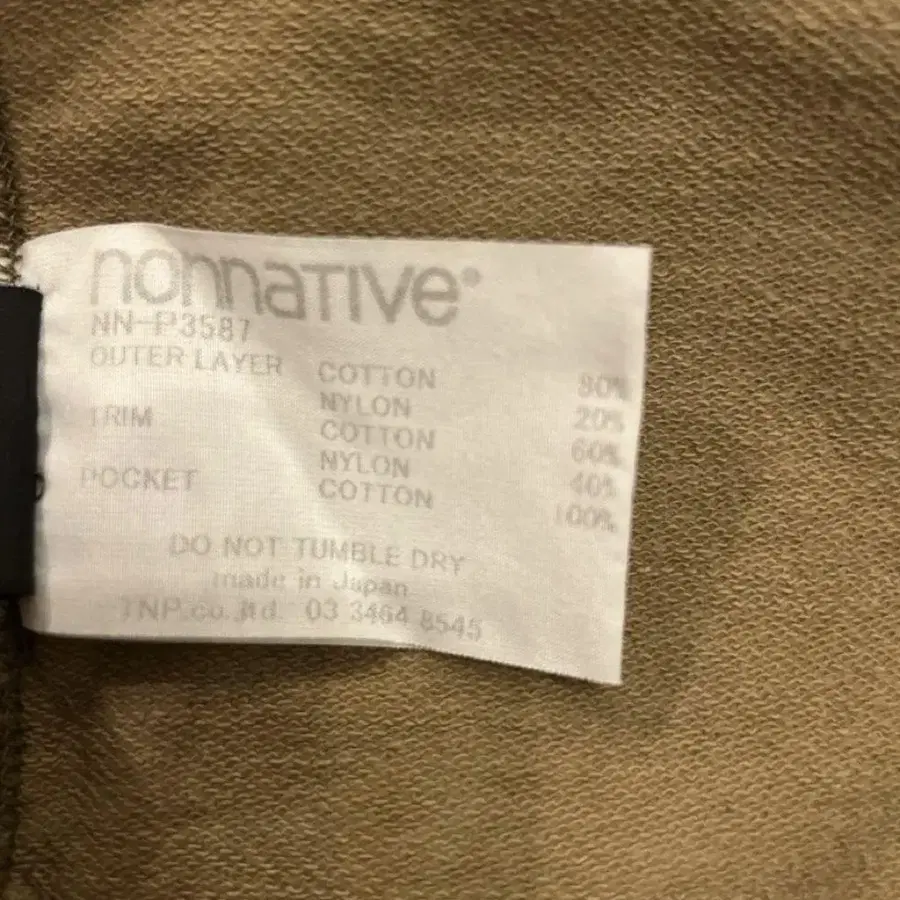 nonnative®
NN-P3587
OUTER LAYER COTTON 80%
NYLON 20%
TRIM COTTON 60%
NYLON 40%
POCKET COTTON 100%
DO NOT TUMBLE DRY
made in Japan
TNP.co.,ltd. 03 3464 8545